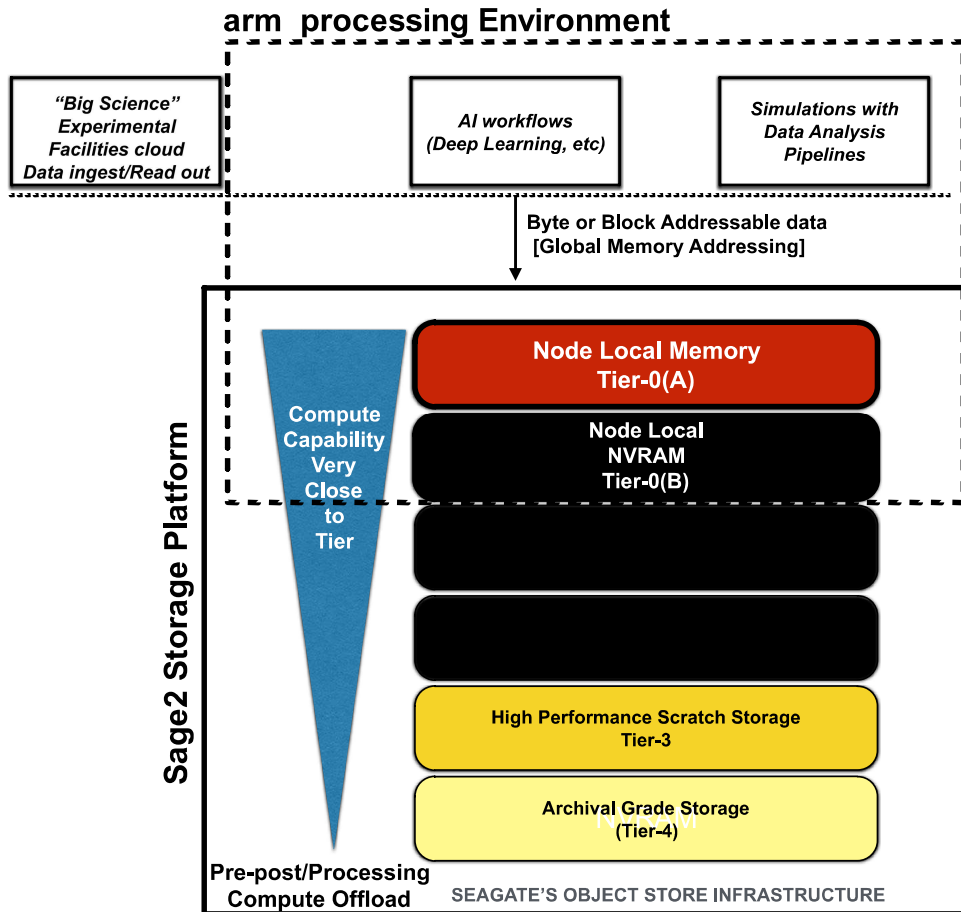 arm processing Environment
“Big Science”
Experimental
Facilities cloud
Data ingest/Read out
AI workflows
(Deep Learning, etc)
Simulations with
Data Analysis
Pipelines
Byte or Block Addressable data
[Global Memory Addressing]
Sage2 Storage Platform
Compute
Capability
Very
Close
to
Tier
Node Local Memory
Tier-0(A)
Node Local
NVRAM
Tier-0(B)
High Performance Scratch Storage
Tier-3
Archival Grade Storage
NVRAM
(Tier-4)
Pre-post/Processing
Compute Offload
SEAGATE’S OBJECT STORE INFRASTRUCTURE